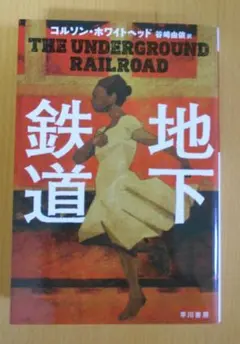 コルソン・ホワイトヘッド 谷崎由依 訳
THE UNDERGROUND
RAILROAD
地下
鉄道
早川書房